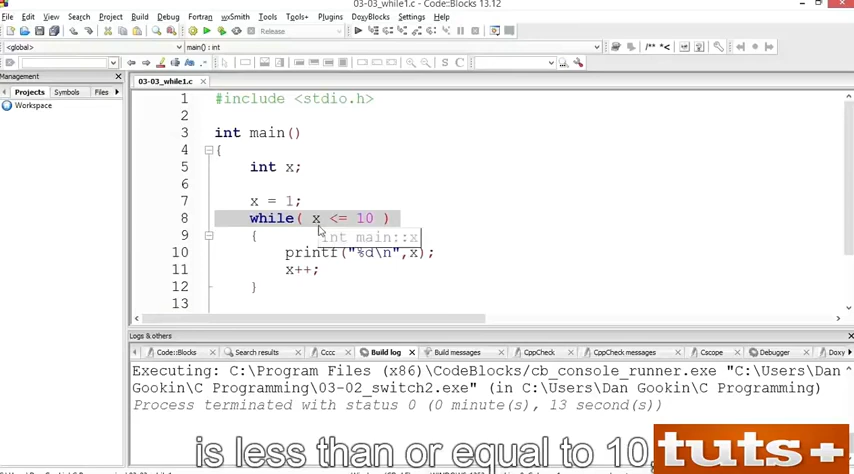 03-03_while1.c - Code::Blocks 13.12
File Edit View Search Project Build Debug Fortran wxSmith Tools Tools+ Plugins DoxyBlocks Settings Help
Release
<global> main() : int
/** *<
S C
Management
Projects Symbols Files
Workspace
03-03_while1.c
1 #include <stdio.h>
2
3 int main()
4 {
5 int x;
6
7 x = 1;
8 while( x <= 10 )
9 {
int main::x
10 printf("%d\n",x);
11 x++;
12 }
13
Logs & others
Code::Blocks Search results Cccc Build log Build messages CppCheck CppCheck messages Cscope Debugger Doxy
Executing: C:\Program Files (x86)\CodeBlocks/cb_console_runner.exe "C:\Users\Dan
Gookin\C Programming\03-02_switch2.exe" (in C:\Users\Dan Gookin\C Programming)
Process terminated with status 0 (0 minute(s), 13 second(s))
is less than or equal to 10,
tuts+